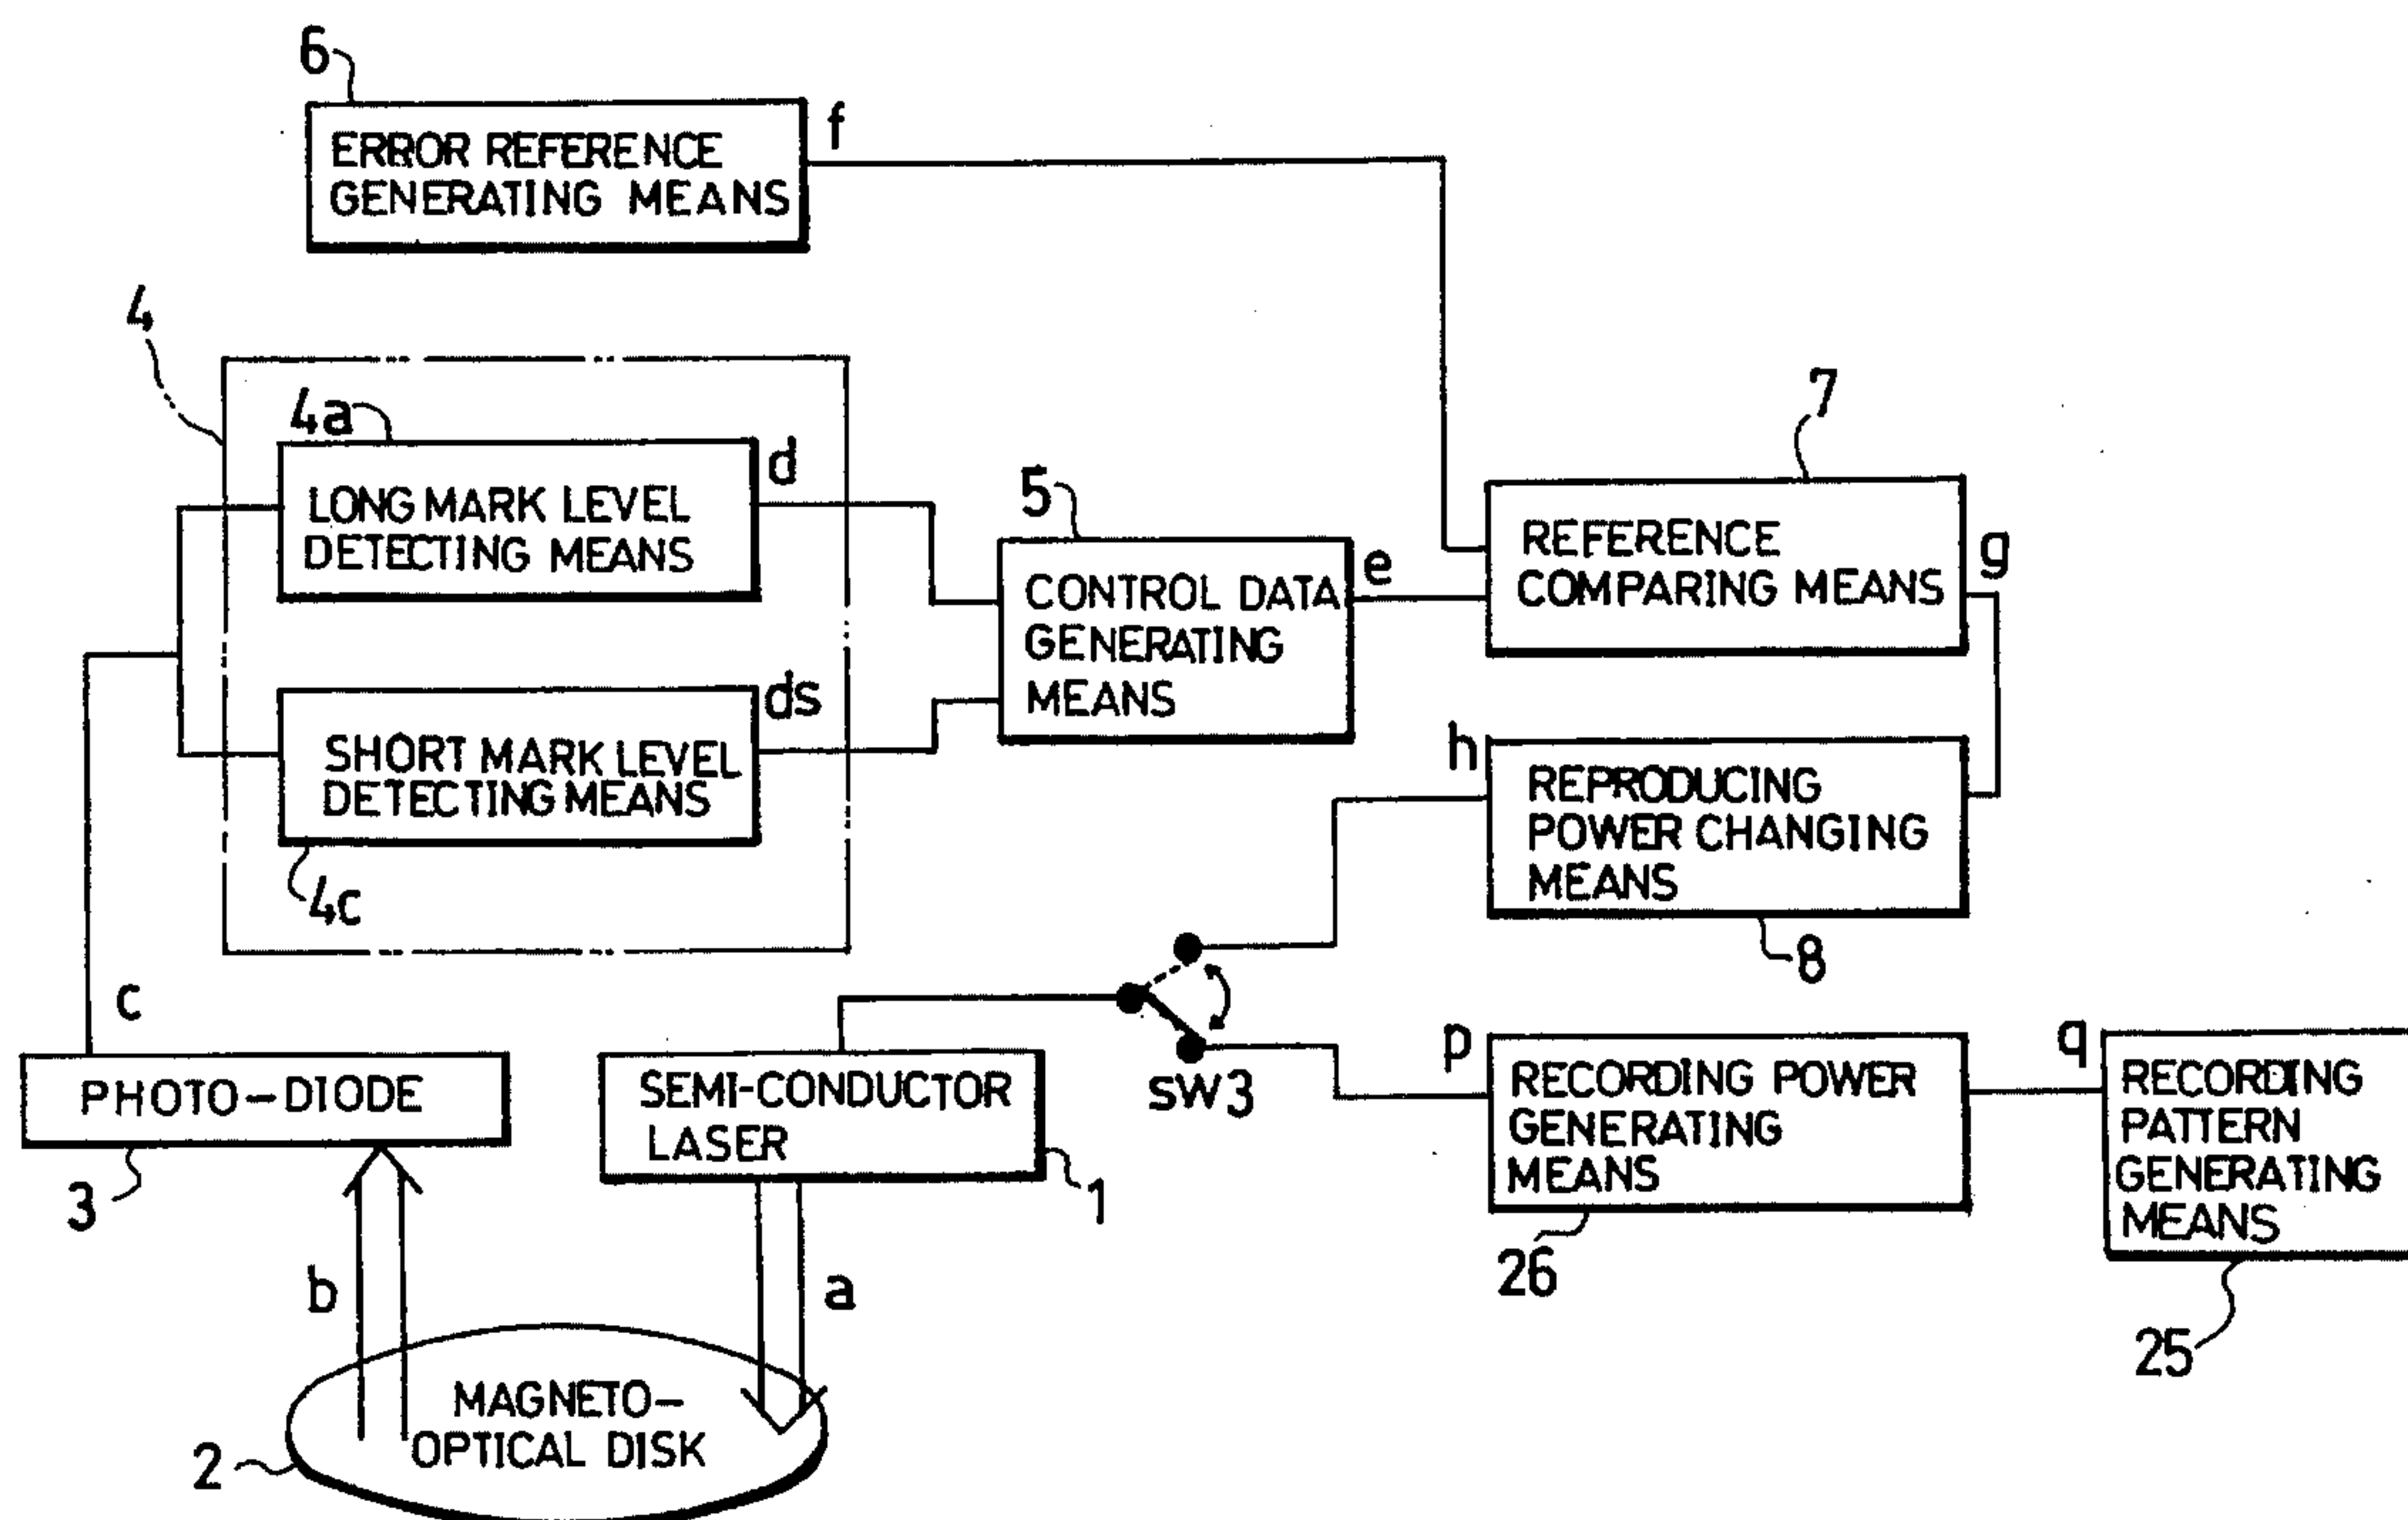 6
ERROR REFERENCE
GENERATING MEANS
f
4
4a
LONG MARK LEVEL
DETECTING MEANS
d
SHORT MARK LEVEL
DETECTING MEANS
ds
4c
5
CONTROL DATA
GENERATING
MEANS
e
7
REFERENCE
COMPARING MEANS
g
h
REPRODUCING
POWER CHANGING
MEANS
8
c
PHOTO-DIODE
3
SEMI-CONDUCTOR
LASER
1
SW3
p
RECORDING POWER
GENERATING
MEANS
26
q
RECORDING
PATTERN
GENERATING
MEANS
25
b
a
MAGNETO-
OPTICAL DISK
2